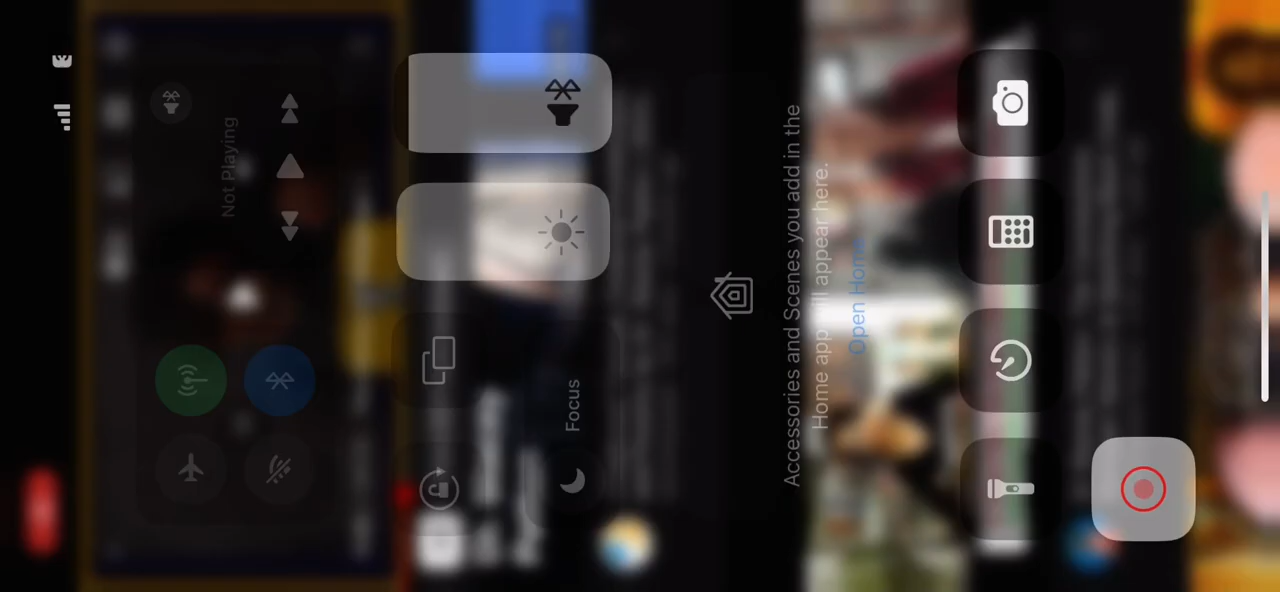 Not Playing
Focus
Accessories and Scenes you add in the
Home app will appear here.
Open Home